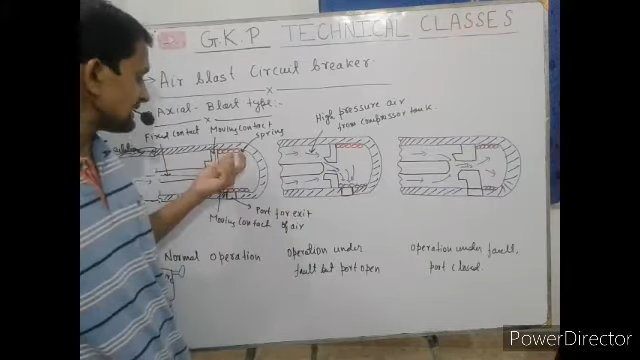 G.K.P TECHNICAL CLASSES
→ Air blast Circuit breaker.
Axial-Blast type:-
Fixed contact
Moving contact
spring
High pressure air
from compressor tank.
Moving contact
Port for exit
of air
Normal operation
operation under
fault but port open
operation under fault,
port closed.
PowerDirector